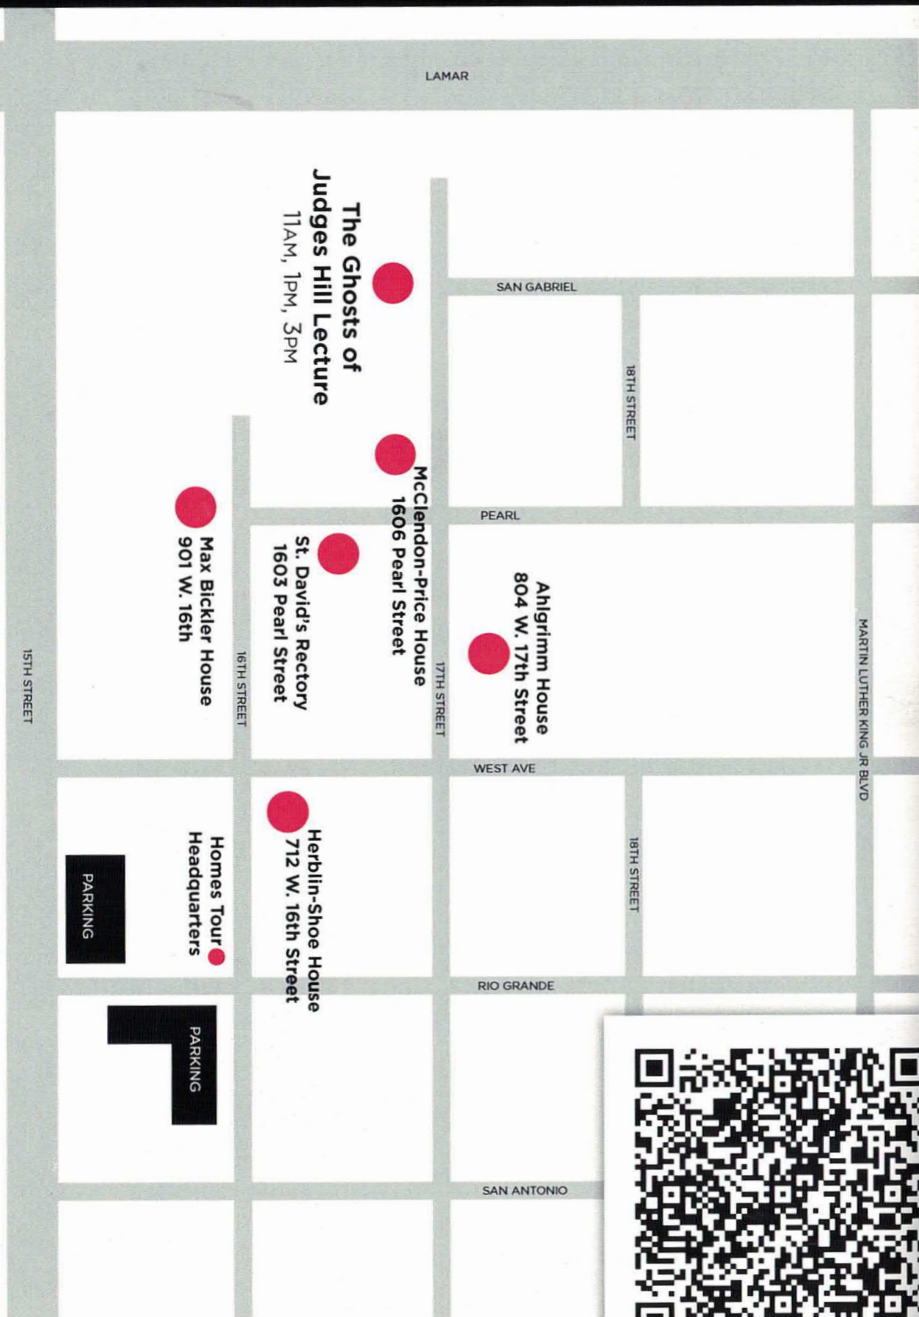 LAMAR
The Ghosts of
Judges Hill Lecture
11AM, 1PM, 3PM
SAN GABRIEL
18TH STREET
McClendon-Price House
1606 Pearl Street
PEARL
Max Bickler House
901 W. 16th
St. David's Rectory
1603 Pearl Street
Ahlgrimm House
804 W. 17th Street
15TH STREET
16TH STREET
17TH STREET
MARTIN LUTHER KING JR BLVD
WEST AVE
Herblin-Shoe House
712 W. 16th Street
18TH STREET
Homes Tour
Headquarters
PARKING
RIO GRANDE
PARKING
SAN ANTONIO